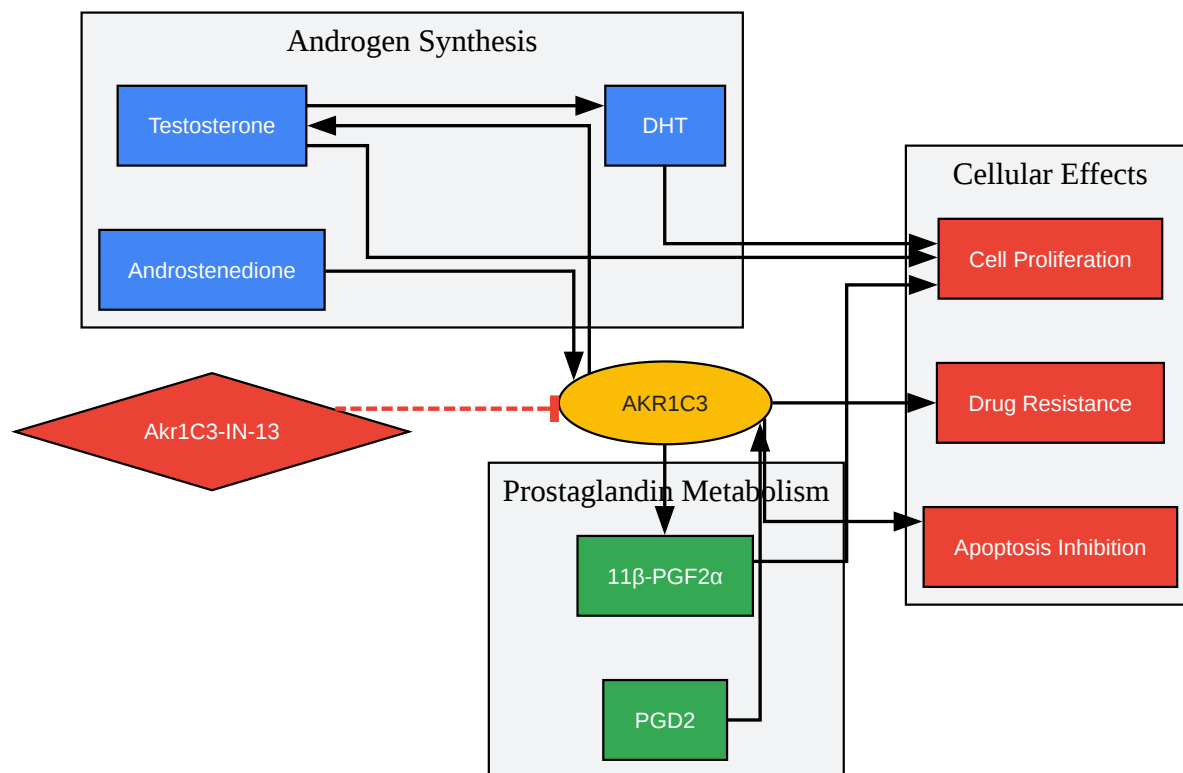 Androgen Synthesis
Testosterone
DHT
Androstenedione
Cellular Effects
Cell Proliferation
Drug Resistance
Apoptosis Inhibition
Akr1C3-IN-13
AKR1C3
Prostaglandin Metabolism
11β-PGF2α
PGD2